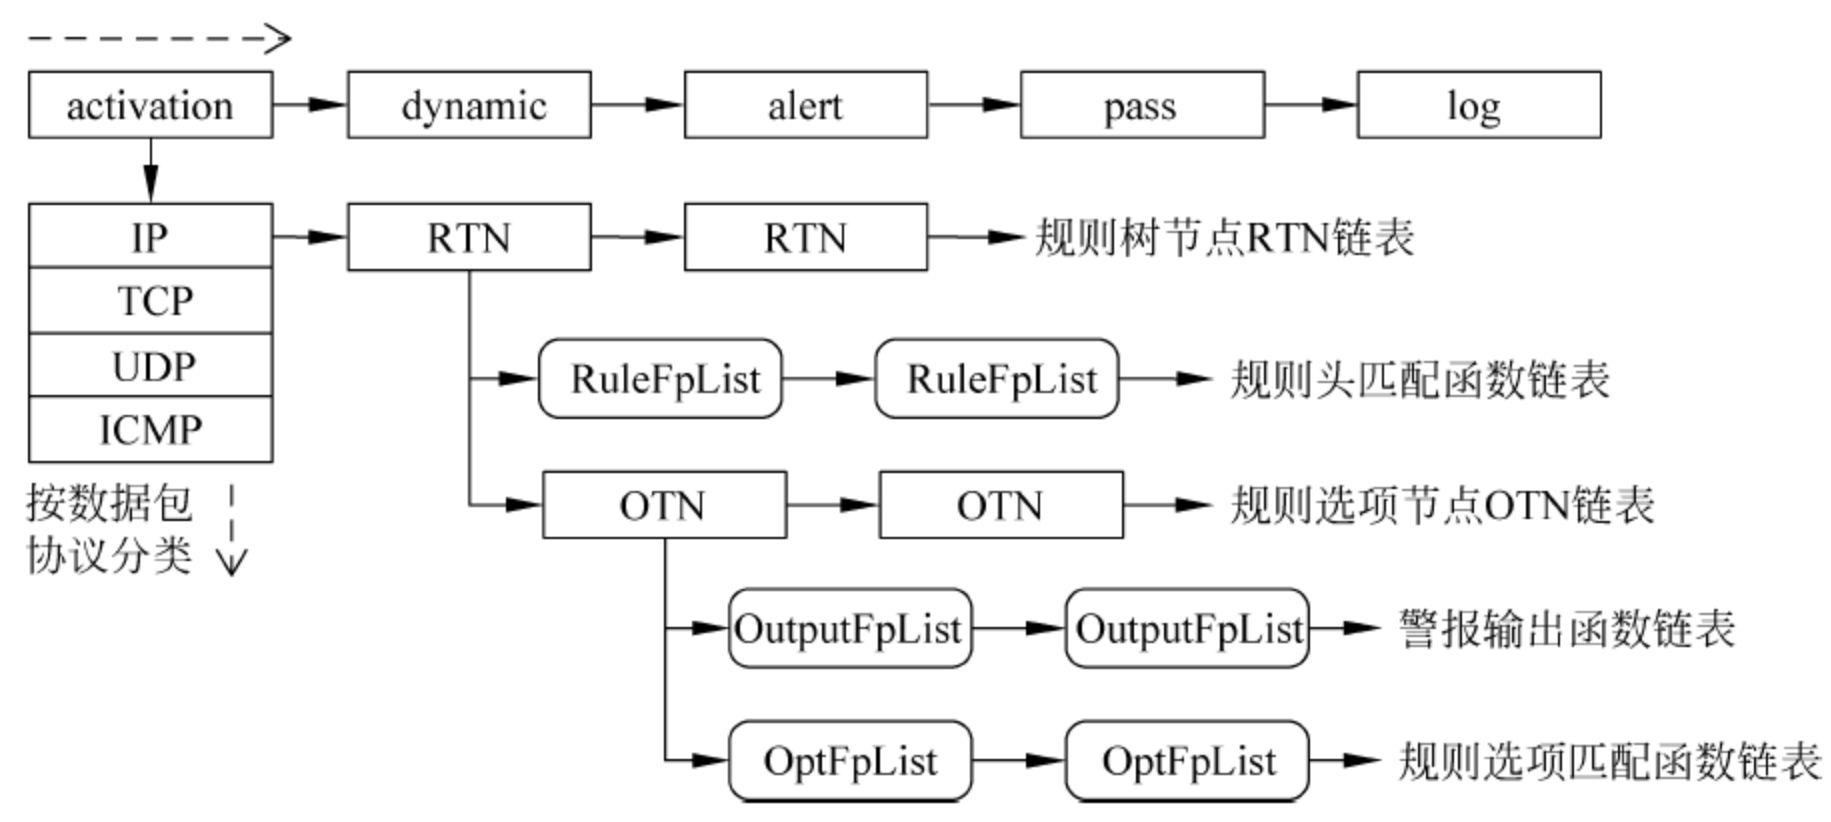 activation dynamic alert pass log
IP RTN RTN 规则树节点RTN链表
TCP
UDP RuleFpList RuleFpList 规则头匹配函数链表
ICMP
按数据包 OTN OTN 规则选项节点OTN链表
协议分类
OutputFpList OutputFpList 警报输出函数链表
OptFpList OptFpList 规则选项匹配函数链表